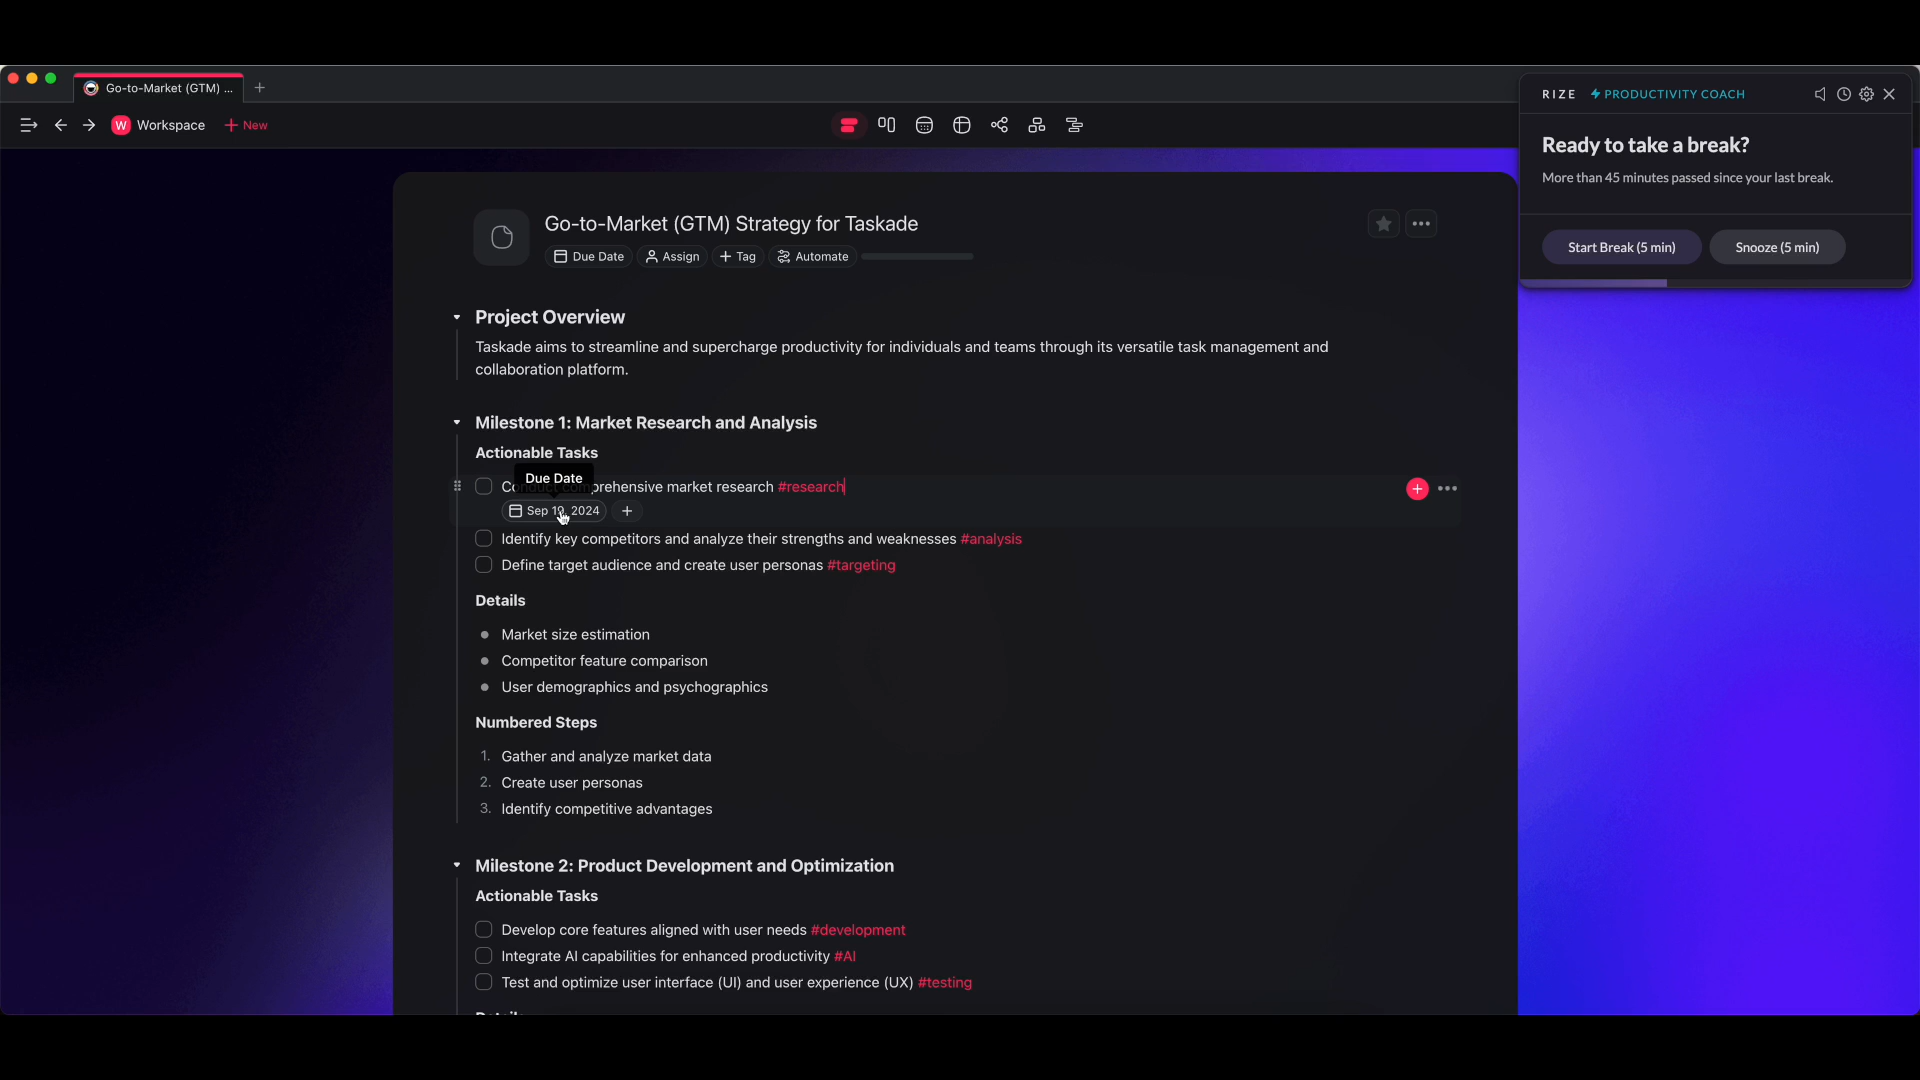 Go-to-Market (GTM) ...
W Workspace
New
RIZE PRODUCTIVITY COACH
Ready to take a break?
More than 45 minutes passed since your last break.
Start Break (5 min) Snooze (5 min)
Go-to-Market (GTM) Strategy for Taskade
Due Date Assign Tag Automate
Project Overview
Taskade aims to streamline and supercharge productivity for individuals and teams through its versatile task management and
collaboration platform.
Milestone 1: Market Research and Analysis
Actionable Tasks
Due Date
Conduct comprehensive market research #research
Sep 19, 2024
Identify key competitors and analyze their strengths and weaknesses #analysis
Define target audience and create user personas #targeting
Details
Market size estimation
Competitor feature comparison
User demographics and psychographics
Numbered Steps
1. Gather and analyze market data
2. Create user personas
3. Identify competitive advantages
Milestone 2: Product Development and Optimization
Actionable Tasks
Develop core features aligned with user needs #development
Integrate AI capabilities for enhanced productivity #AI
Test and optimize user interface (UI) and user experience (UX) #testing